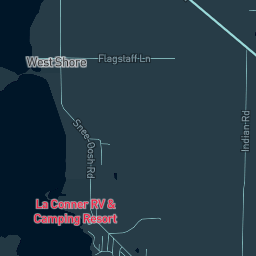 Flagstaff Ln
West Shore
Indian Rd
Snee-Oosh Rd
La Conner RV &
Camping Resort